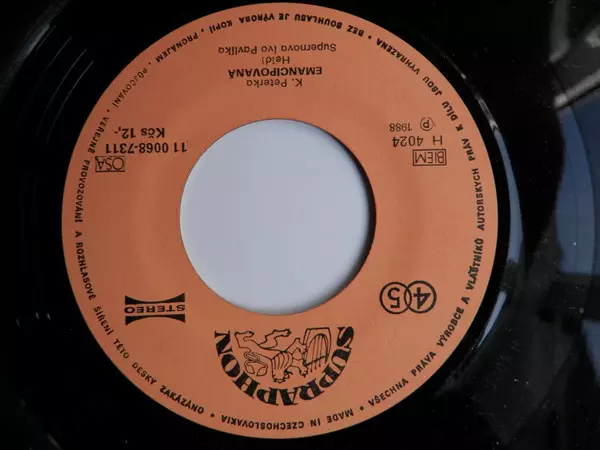 SUPRAPHON
STEREO
45
OSA
BIEM
11 0068-7311
Kčs 12,-
H 4024
Ⓟ 1988
K. Peterka
EMANCIPOVANÁ
Heidi
Supernova Ivo Pavlíka
MADE IN CZECHOSLOVAKIA • VŠECHNA PRÁVA VÝROBCE A VLASTNÍKŮ AUTORSKÝCH PRÁV K DÍLU JSOU VYHRAZENA • BEZ SOUHLASU JE VÝROBA KOPIÍ, PRONÁJEM, PŮJČOVÁNÍ, VEŘEJNÉ PROVOZOVÁNÍ A ROZHLASOVÉ ŠÍŘENÍ TÉTO DESKY ZAKÁZÁNO